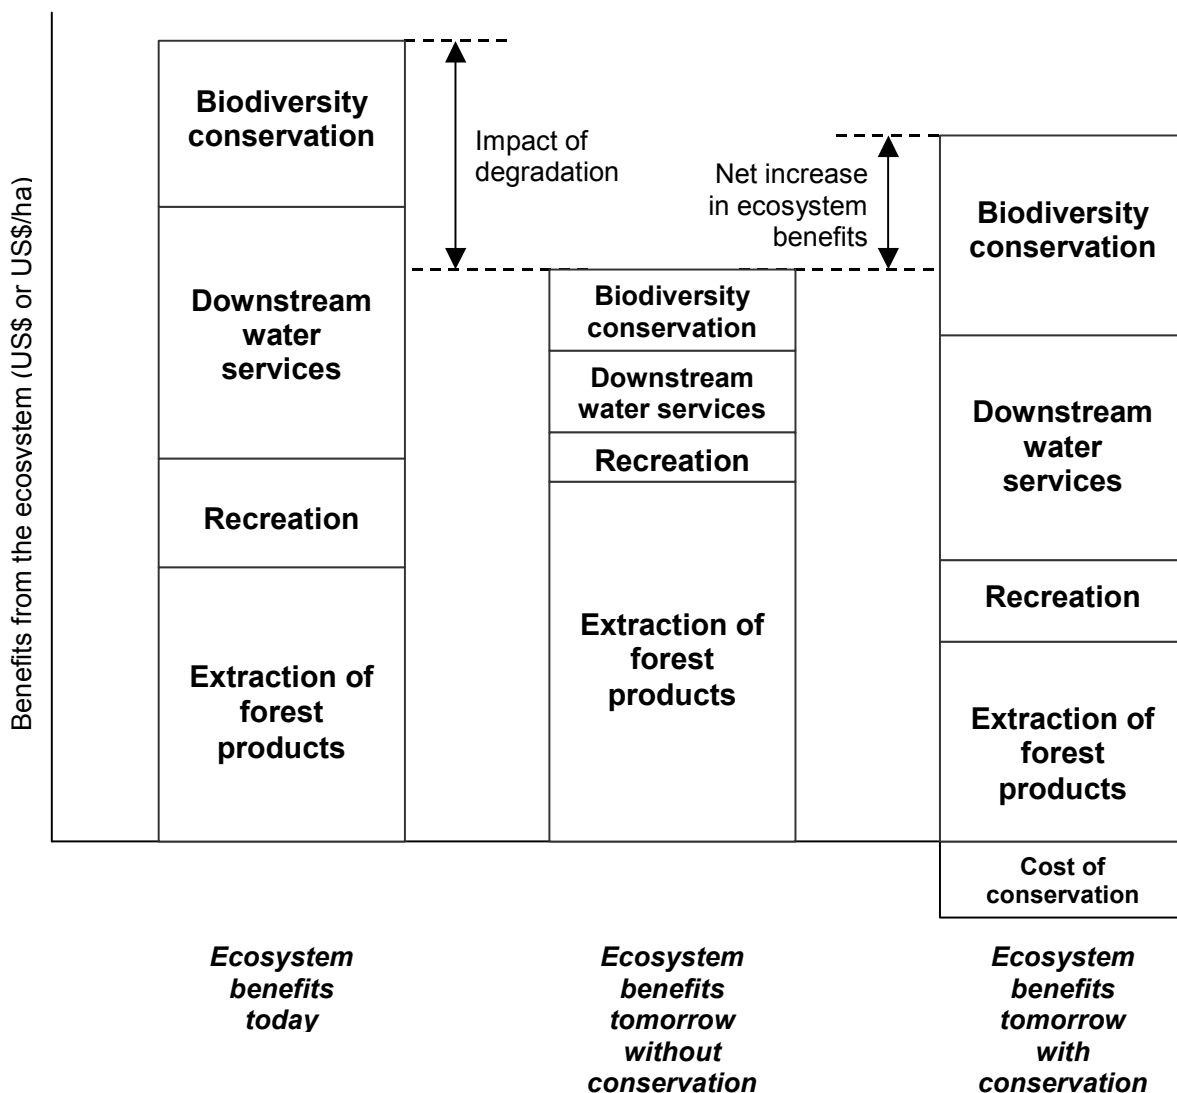 Benefits from the ecosystem (US$ or US$/ha)
Biodiversity
conservation
Downstream
water
services
Recreation
Extraction of
forest
products
Impact of
degradation
Biodiversity
conservation
Downstream
water services
Recreation
Extraction of
forest
products
Net increase
in ecosystem
benefits
Biodiversity
conservation
Downstream
water
services
Recreation
Extraction of
forest
products
Cost of
conservation
Ecosystem
benefits
today
Ecosystem
benefits
tomorrow
without
conservation
Ecosystem
benefits
tomorrow
with
conservation